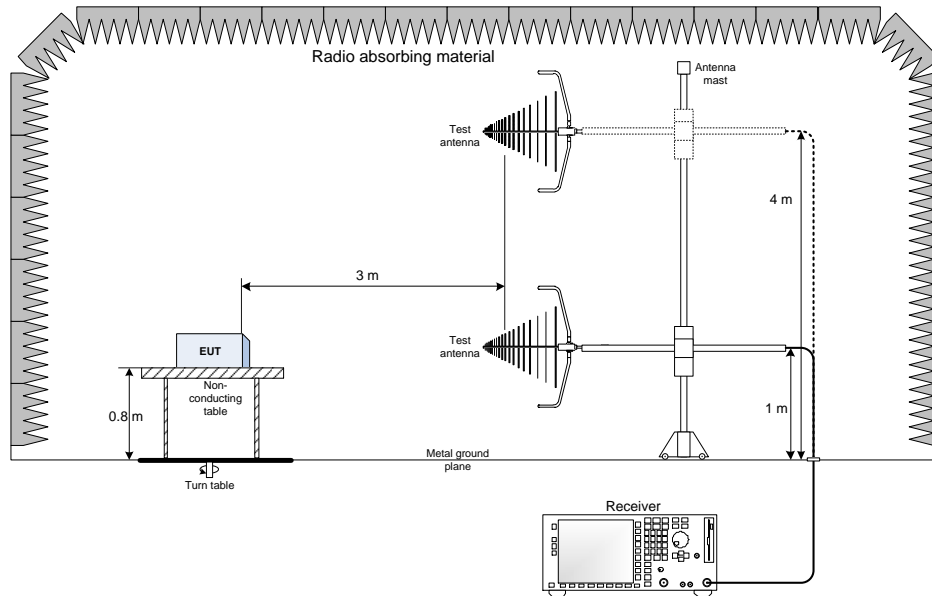 Radio absorbing material
Antenna
mast
Test
antenna
4 m
3 m
Test
antenna
EUT
Non-
conducting
table
0.8 m
1 m
Metal ground
plane
Turn table
Receiver